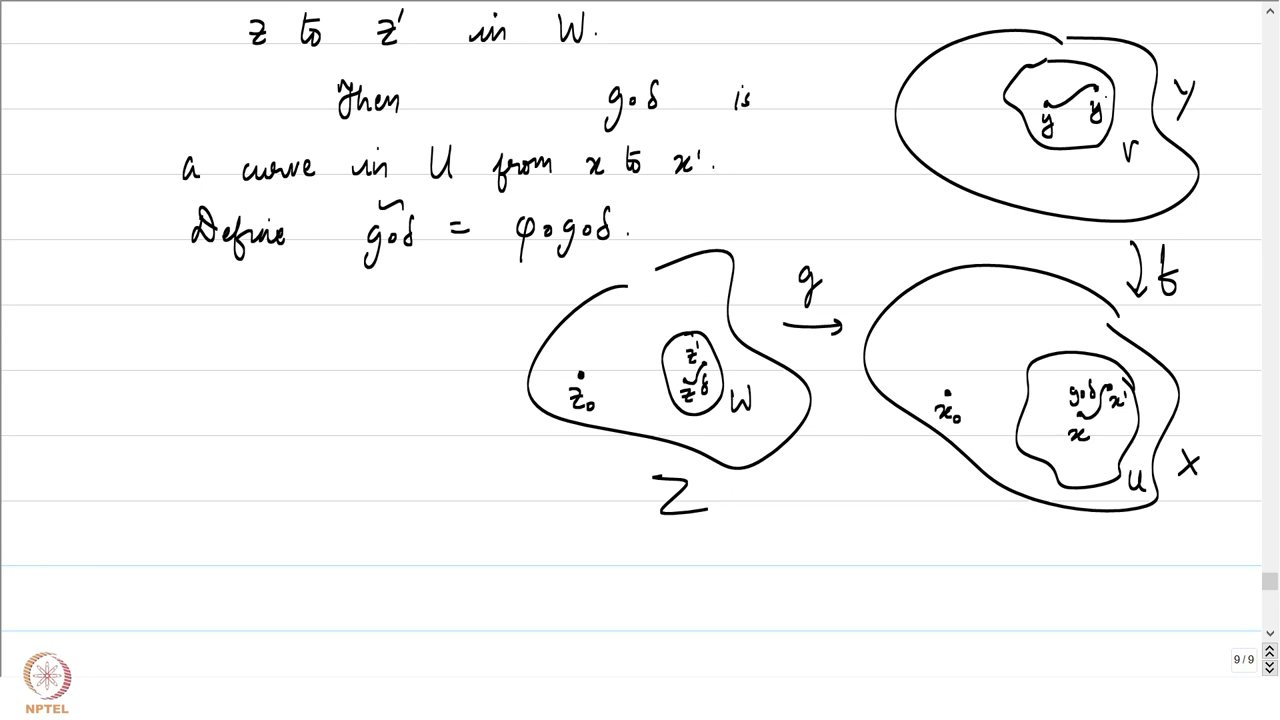 z to z' in W.
Then g∘δ is
a curve in U from x to x'.
Define g∘δ͠ = φ∘g∘δ.
y y' V Y
f
g
z₀ z z' δ W Z
x₀ g∘δ x x' U X
9 / 9
NPTEL